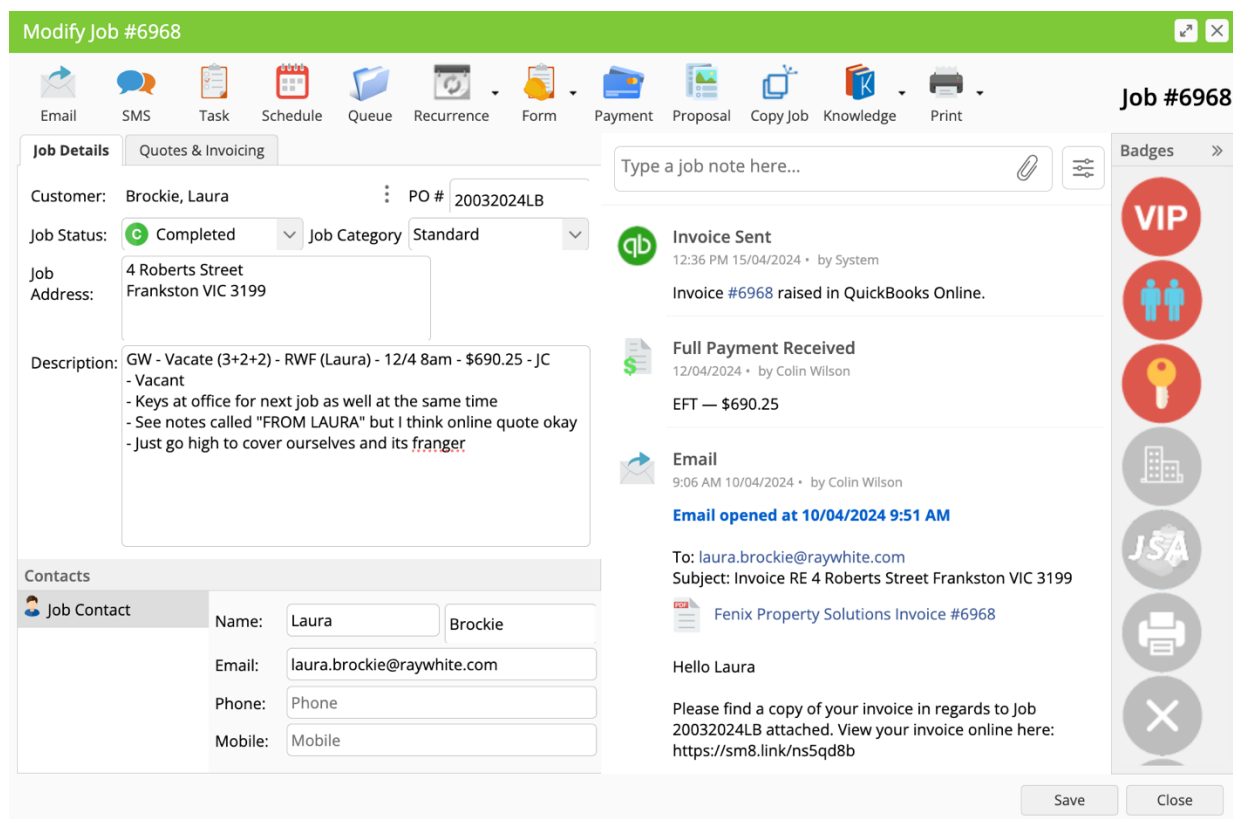 Modify Job #6968
Email
SMS
Task
Schedule
Queue
Recurrence
Form
Payment
Proposal
Copy Job
Knowledge
Print
Job #6968
Job Details
Quotes & Invoicing
Customer: Brockie, Laura
PO # 20032024LB
Job Status: C Completed
Job Category Standard
Job Address:
4 Roberts Street
Frankston VIC 3199
Description:
GW - Vacate (3+2+2) - RWF (Laura) - 12/4 8am - $690.25 - JC
- Vacant
- Keys at office for next job as well at the same time
- See notes called "FROM LAURA" but I think online quote okay
- Just go high to cover ourselves and its franger
Contacts
Job Contact
Name: Laura Brockie
Email: laura.brockie@raywhite.com
Phone: Phone
Mobile: Mobile
Type a job note here...
qb
Invoice Sent
12:36 PM 15/04/2024 • by System
Invoice #6968 raised in QuickBooks Online.
$
Full Payment Received
12/04/2024 • by Colin Wilson
EFT — $690.25
Email
9:06 AM 10/04/2024 • by Colin Wilson
Email opened at 10/04/2024 9:51 AM
To: laura.brockie@raywhite.com
Subject: Invoice RE 4 Roberts Street Frankston VIC 3199
PDF
Fenix Property Solutions Invoice #6968
Hello Laura
Please find a copy of your invoice in regards to Job
20032024LB attached. View your invoice online here:
https://sm8.link/ns5qd8b
Badges
VIP
JSA
Save
Close